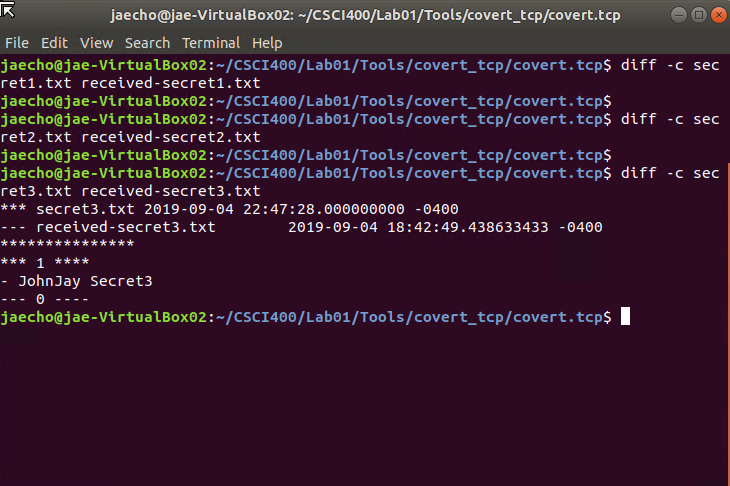 jaecho@jae-VirtualBox02: ~/CSCI400/Lab01/Tools/covert_tcp/covert.tcp
File Edit View Search Terminal Help
jaecho@jae-VirtualBox02:~/CSCI400/Lab01/Tools/covert_tcp/covert.tcp$ diff -c sec
ret1.txt received-secret1.txt
jaecho@jae-VirtualBox02:~/CSCI400/Lab01/Tools/covert_tcp/covert.tcp$
jaecho@jae-VirtualBox02:~/CSCI400/Lab01/Tools/covert_tcp/covert.tcp$ diff -c sec
ret2.txt received-secret2.txt
jaecho@jae-VirtualBox02:~/CSCI400/Lab01/Tools/covert_tcp/covert.tcp$
jaecho@jae-VirtualBox02:~/CSCI400/Lab01/Tools/covert_tcp/covert.tcp$ diff -c sec
ret3.txt received-secret3.txt
*** secret3.txt 2019-09-04 22:47:28.000000000 -0400
--- received-secret3.txt        2019-09-04 18:42:49.438633433 -0400
***************
*** 1 ****
- JohnJay Secret3
--- 0 ----
jaecho@jae-VirtualBox02:~/CSCI400/Lab01/Tools/covert_tcp/covert.tcp$